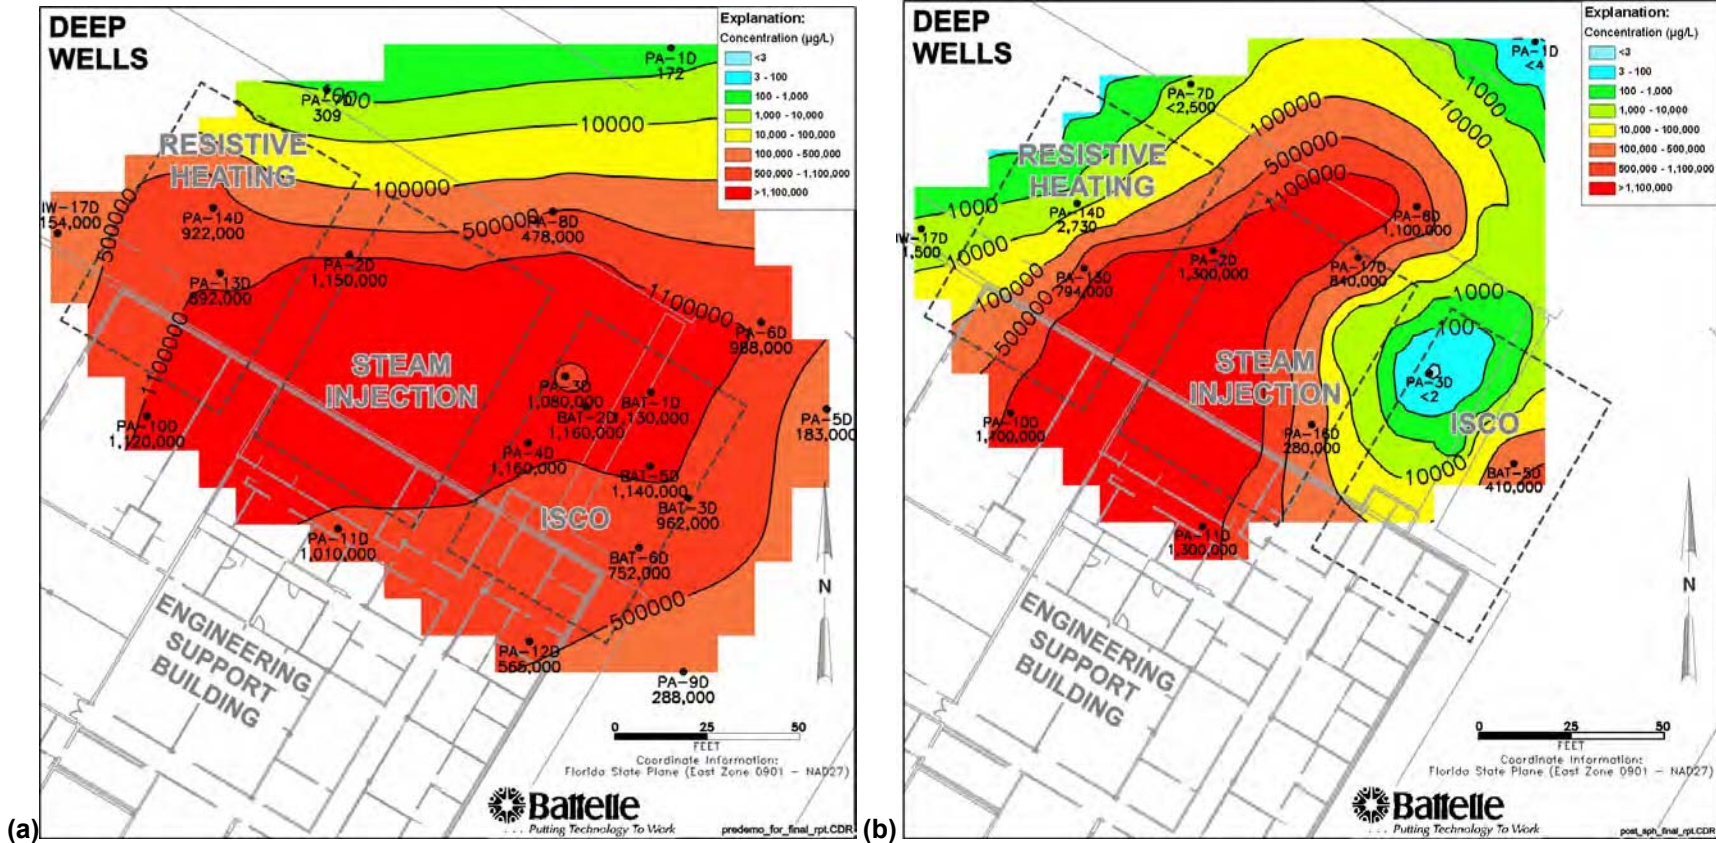 DEEP
WELLS
Explanation:
Concentration (µg/L)
<3
3 - 100
100 - 1,000
1,000 - 10,000
10,000 - 100,000
100,000 - 500,000
500,000 - 1,100,000
>1,100,000
PA-1D
172
PA-7D
309
1000
10000
RESISTIVE
HEATING
100000
IW-17D
154,000
500000
PA-14D
922,000
500000
PA-8D
478,000
PA-13D
892,000
PA-2D
1,150,000
1100000
PA-6D
988,000
1100000
STEAM
INJECTION
PA-3D
1,080,000
BAT-2D
1,160,000
BAT-1D
1,130,000
PA-5D
183,000
PA-10D
1,120,000
PA-4D
1,160,000
BAT-5D
1,140,000
BAT-3D
962,000
ISCO
PA-11D
1,010,000
BAT-6D
752,000
500000
PA-12D
565,000
PA-9D
288,000
ENGINEERING
SUPPORT
BUILDING
N
0 25 50
FEET
Coordinate Information:
Florida State Plane (East Zone 0901 - NAD27)
Battelle
. . . Putting Technology To Work
predemo_for_final_rpt.CDR
(a)
DEEP
WELLS
Explanation:
Concentration (µg/L)
<3
3 - 100
100 - 1,000
1,000 - 10,000
10,000 - 100,000
100,000 - 500,000
500,000 - 1,100,000
>1,100,000
PA-1D
<4
PA-7D
<2,500
1000
10000
100000
500000
1100000
RESISTIVE
HEATING
1000
PA-14D
2,730
PA-8D
1,100,000
IW-17D
1,500
10000
PA-2D
1,300,000
PA-17D
840,000
PA-13D
794,000
100000
500000
1000
100
STEAM
INJECTION
PA-3D
<2
ISCO
PA-10D
1,100,000
PA-16D
280,000
10000
BAT-5D
410,000
PA-11D
1,300,000
ENGINEERING
SUPPORT
BUILDING
N
0 25 50
FEET
Coordinate Information:
Florida State Plane (East Zone 0901 - NAD27)
Battelle
. . . Putting Technology To Work
post_sph_final_rpt.CDR
(b)